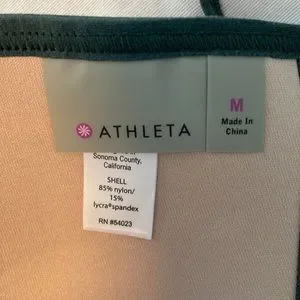 M
Made In
China
ATHLETA
Sonoma County,
California
SHELL
85% nylon/
15%
lycra®spandex
RN #54023